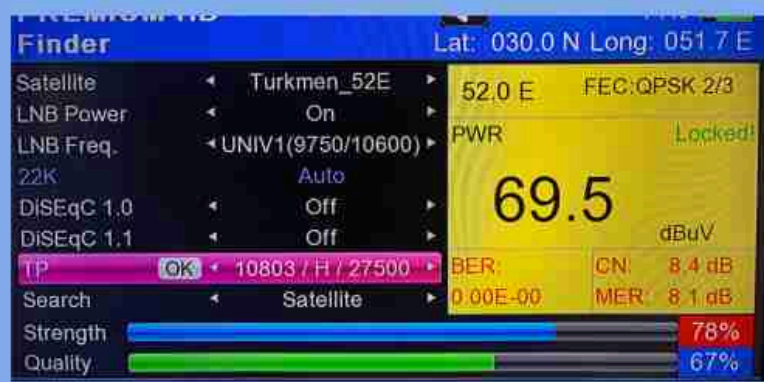 Finder
Lat: 030.0 N Long: 051.7 E
Satellite Turkmen_52E
LNB Power On
LNB Freq. UNIV1(9750/10600)
22K Auto
DiSEqC 1.0 Off
DiSEqC 1.1 Off
TP OK 10803 / H / 27500
Search Satellite
52.0 E FEC:QPSK 2/3
PWR Locked!
69.5
dBuV
BER: CN: 8.4 dB
0.00E-00 MER: 8.1 dB
Strength 78%
Quality 67%